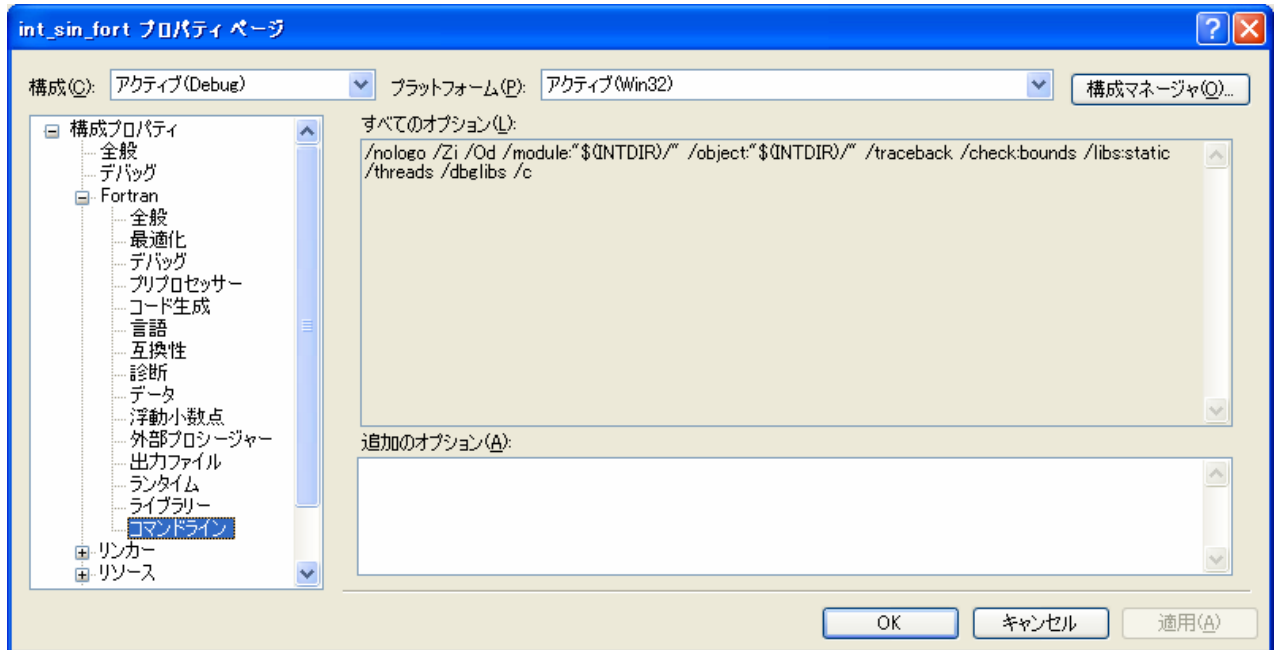 int_sin_fort プロパティ ページ
構成(C): アクティブ(Debug) プラットフォーム(P): アクティブ(Win32) 構成マネージャ(O)...
構成プロパティ
全般
デバッグ
Fortran
全般
最適化
デバッグ
プリプロセッサー
コード生成
言語
互換性
診断
データ
浮動小数点
外部プロシージャー
出力ファイル
ランタイム
ライブラリー
コマンドライン
リンカー
リソース
すべてのオプション(L):
/nologo /Zi /Od /module:"$(INTDIR)/" /object:"$(INTDIR)/" /traceback /check:bounds /libs:static
/threads /dbglibs /c
追加のオプション(A):
OK キャンセル 適用(A)